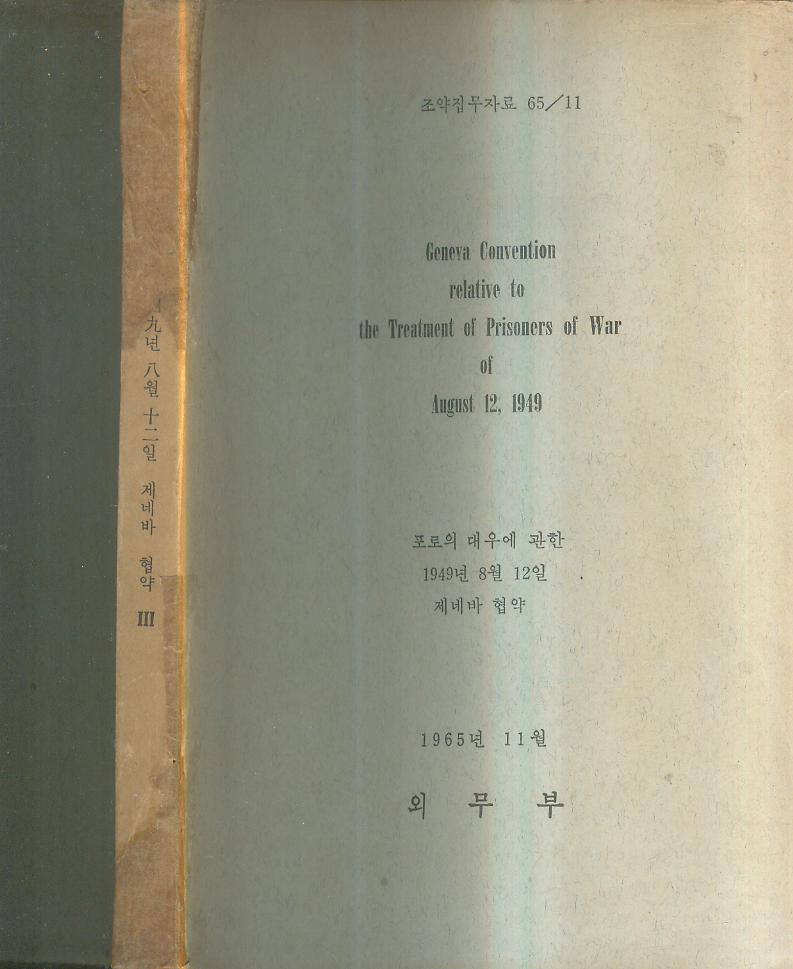 조약집무자료 65/11
Geneva Convention
relative to
the Treatment of Prisoners of War
of
August 12, 1949
포로의 대우에 관한
1949년 8월 12일
제네바 협약
1965년 11월
외무부
九년 八월 十二일 제네바 협약 III